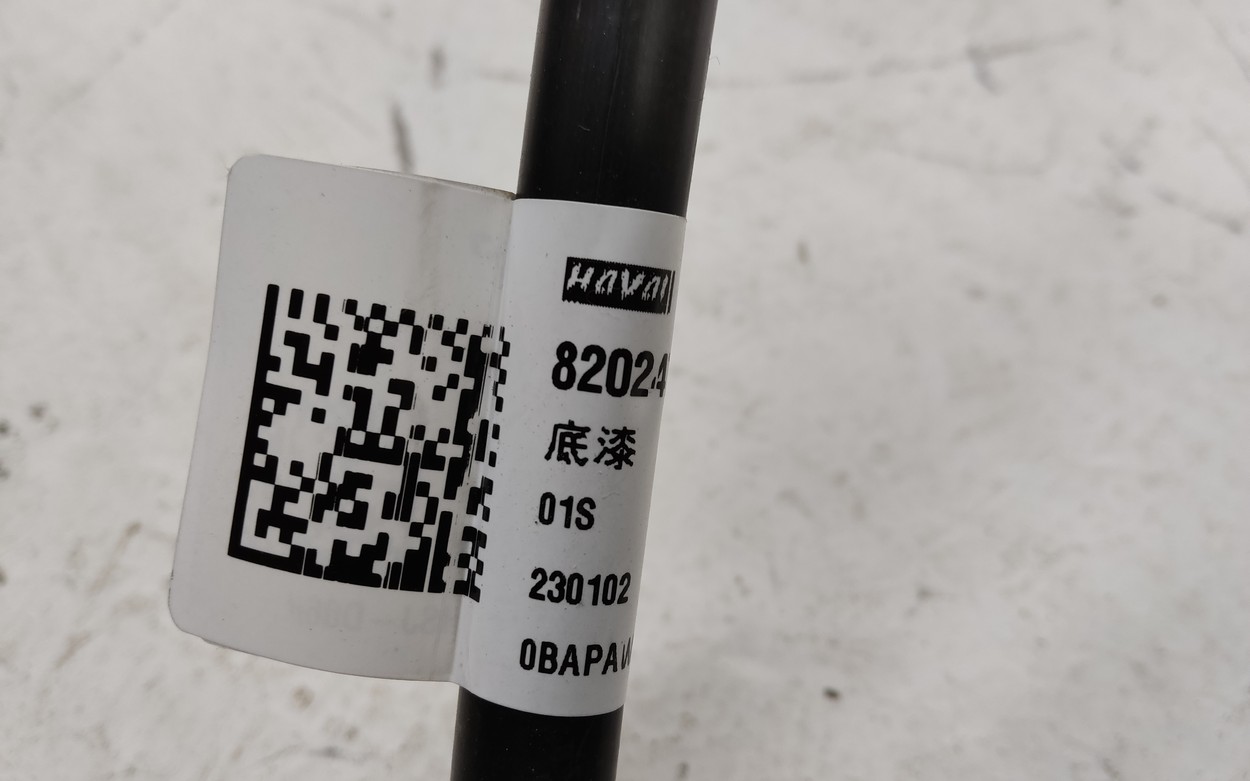 HAVAL
82024
底漆
01S
230102
0BAPA